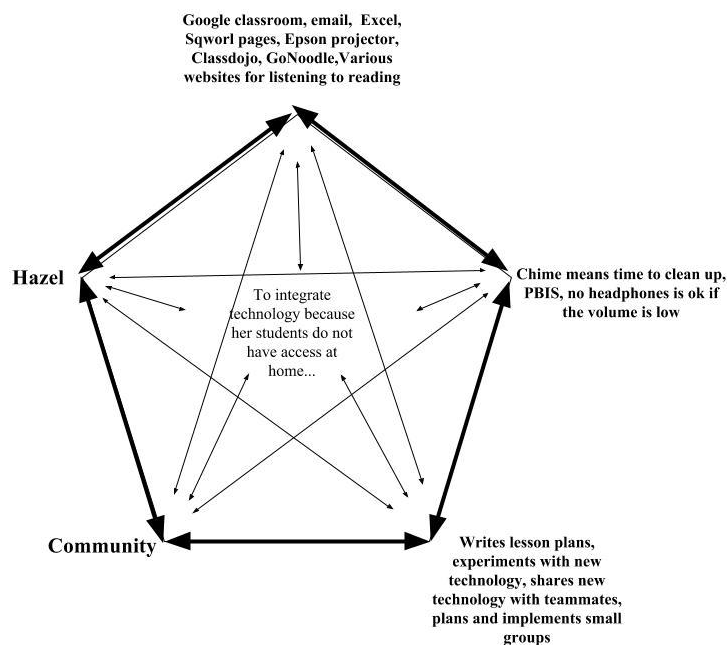 Google classroom, email, Excel,
Sqworl pages, Epson projector,
Classdojo, GoNoodle,Various
websites for listening to reading
Hazel
Chime means time to clean up,
PBIS, no headphones is ok if
the volume is low
To integrate
technology because
her students do not
have access at
home...
Community
Writes lesson plans,
experiments with new
technology, shares new
technology with teammates,
plans and implements small
groups